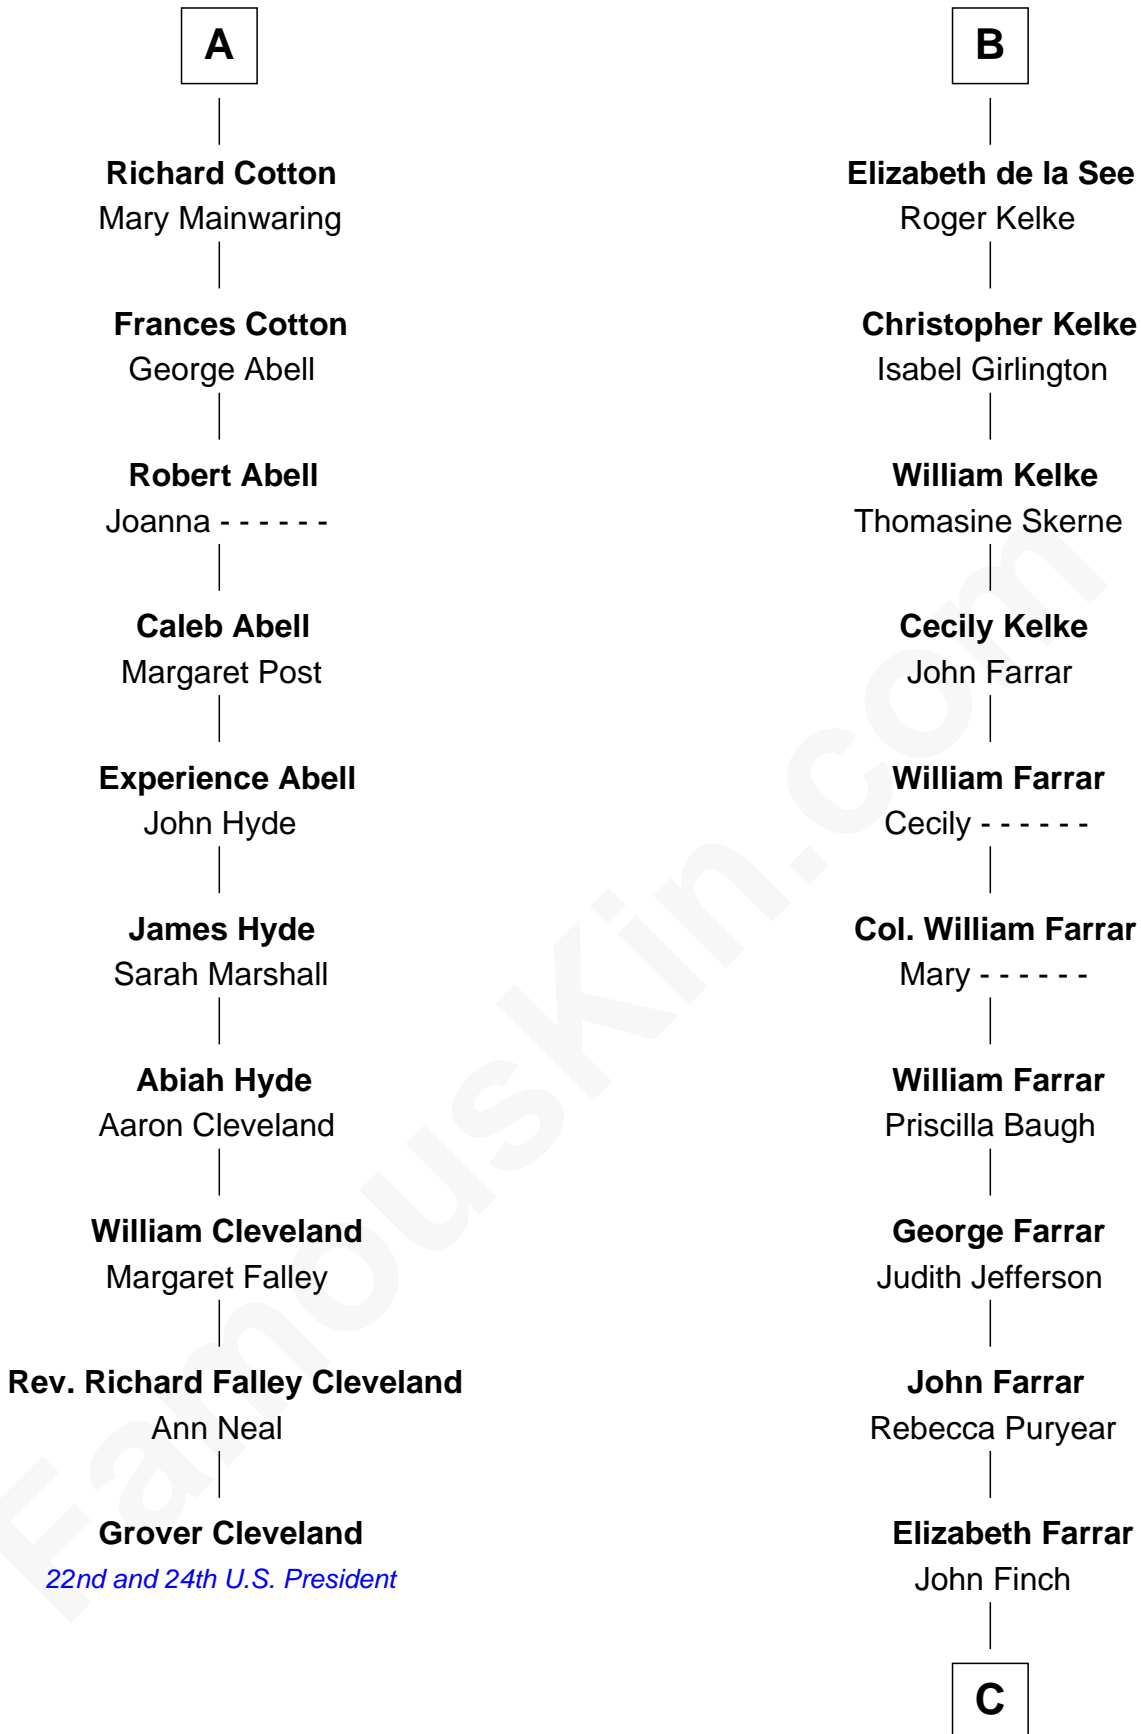 A
Richard Cotton
Mary Mainwaring
Frances Cotton
George Abell
Robert Abell
Joanna - - - - - -
Caleb Abell
Margaret Post
Experience Abell
John Hyde
James Hyde
Sarah Marshall
Abiah Hyde
Aaron Cleveland
William Cleveland
Margaret Falley
Rev. Richard Falley Cleveland
Ann Neal
Grover Cleveland
22nd and 24th U.S. President
B
Elizabeth de la See
Roger Kelke
Christopher Kelke
Isabel Girlington
William Kelke
Thomasine Skerne
Cecily Kelke
John Farrar
William Farrar
Cecily - - - - - -
Col. William Farrar
Mary - - - - - -
William Farrar
Priscilla Baugh
George Farrar
Judith Jefferson
John Farrar
Rebecca Puryear
Elizabeth Farrar
John Finch
C
FamousKin.com